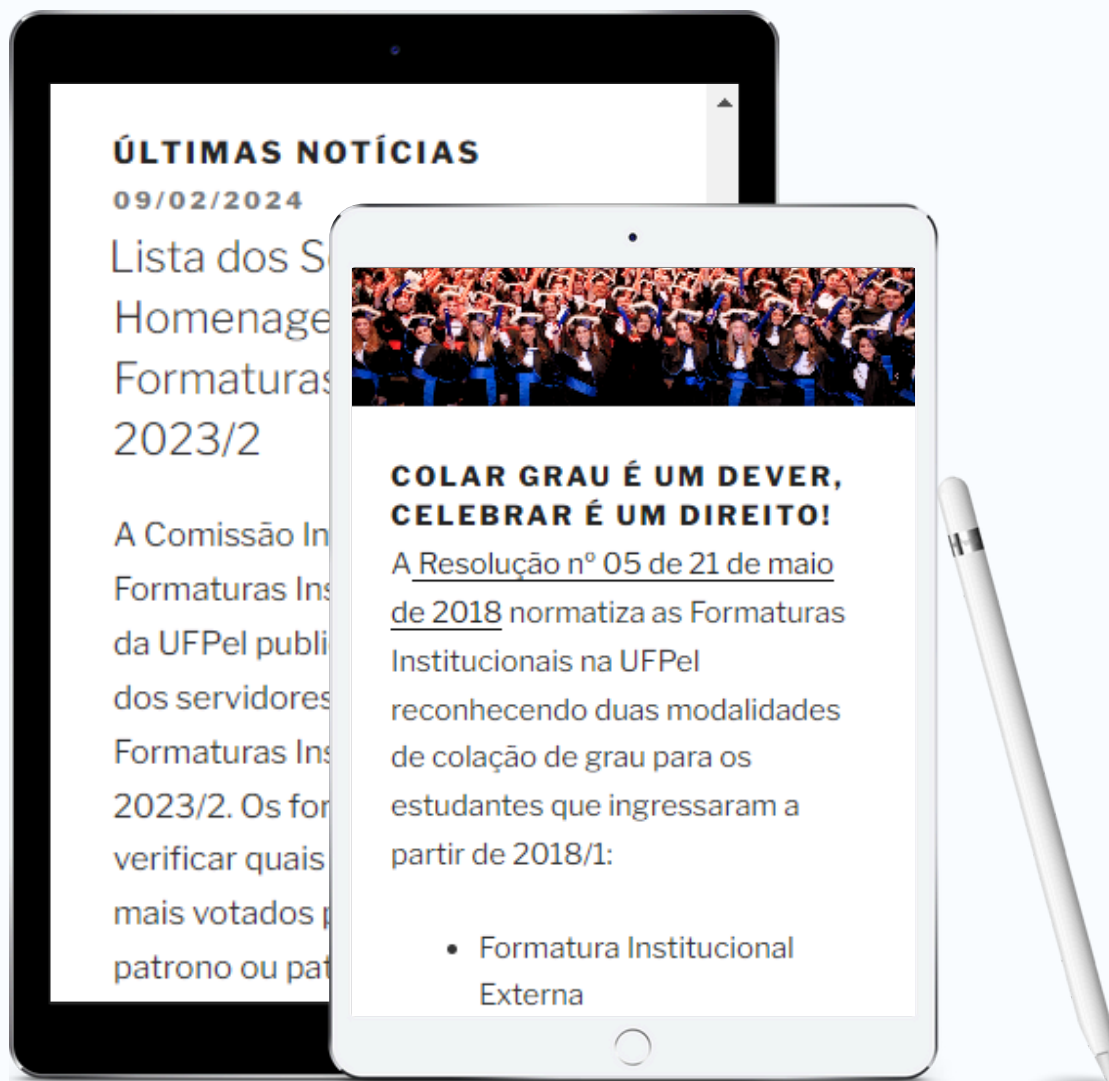 ÚLTIMAS NOTÍCIAS
09/02/2024
Lista dos
Homenage
Formaturas
2023/2
A Comissão In
Formaturas Ins
da UFPel publi
dos servidores
Formaturas Ins
2023/2. Os for
verificar quais
mais votados
patrono ou pat
COLAR GRAU É UM DEVER,
CELEBRAR É UM DIREITO!
A Resolução nº 05 de 21 de maio
de 2018 normatiza as Formaturas
Institucionais na UFPel
reconhecendo duas modalidades
de colação de grau para os
estudantes que ingressaram a
partir de 2018/1:
• Formatura Institucional
Externa